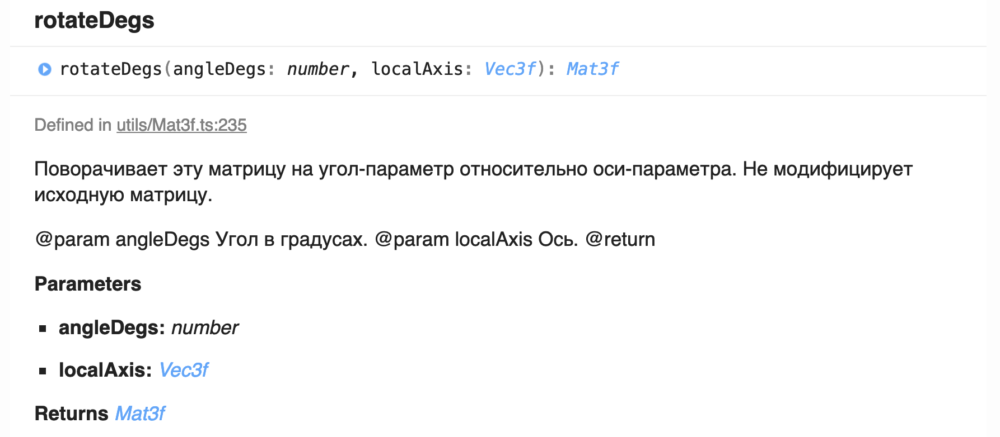 rotateDegs
rotateDegs(angleDegs: number, localAxis: Vec3f): Mat3f
Defined in utils/Mat3f.ts:235
Поворачивает эту матрицу на угол-параметр относительно оси-параметра. Не модифицирует
исходную матрицу.
@param angleDegs Угол в градусах. @param localAxis Ось. @return
Parameters
angleDegs: number
localAxis: Vec3f
Returns Mat3f